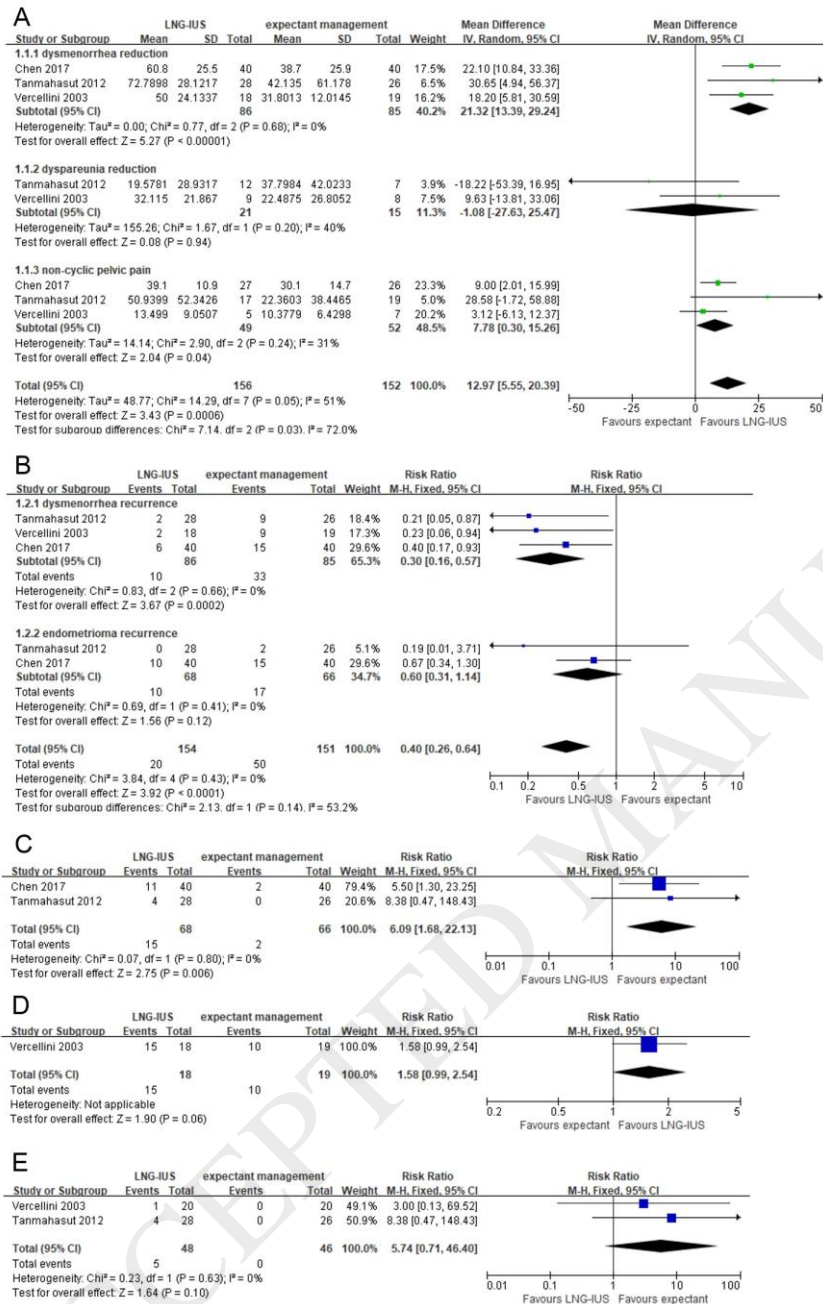 A
LNG-IUS expectant management Mean Difference Mean Difference
Study or Subgroup Mean SD Total Mean SD Total Weight IV, Random, 95% CI IV, Random, 95% CI
1.1.1 dysmenorrhea reduction
Chen 2017 60.8 25.5 40 38.7 25.9 40 17.5% 22.10 [10.84, 33.36]
Tanmahasut 2012 72.7898 28.1217 28 42.135 61.178 26 6.5% 30.65 [4.94, 56.37]
Vercellini 2003 50 24.1337 18 31.8013 12.0145 19 16.2% 18.20 [5.81, 30.59]
Subtotal (95% CI) 86 85 40.2% 21.32 [13.39, 29.24]
Heterogeneity: Tau² = 0.00; Chi² = 0.77, df = 2 (P = 0.68); I² = 0%
Test for overall effect: Z = 5.27 (P < 0.00001)
1.1.2 dyspareunia reduction
Tanmahasut 2012 19.5781 28.9317 12 37.7984 42.0233 7 3.9% -18.22 [-53.39, 16.95]
Vercellini 2003 32.115 21.867 9 22.4875 26.8052 8 7.5% 9.63 [-13.81, 33.06]
Subtotal (95% CI) 21 15 11.3% -1.08 [-27.63, 25.47]
Heterogeneity: Tau² = 155.26; Chi² = 1.67, df = 1 (P = 0.20); I² = 40%
Test for overall effect: Z = 0.08 (P = 0.94)
1.1.3 non-cyclic pelvic pain
Chen 2017 39.1 10.9 27 30.1 14.7 26 23.3% 9.00 [2.01, 15.99]
Tanmahasut 2012 50.9399 52.3426 17 22.3603 38.4465 19 5.0% 28.58 [-1.72, 58.88]
Vercellini 2003 13.499 9.0507 5 10.3779 6.4298 7 20.2% 3.12 [-6.13, 12.37]
Subtotal (95% CI) 49 52 48.5% 7.78 [0.30, 15.26]
Heterogeneity: Tau² = 14.14; Chi² = 2.90, df = 2 (P = 0.24); I² = 31%
Test for overall effect: Z = 2.04 (P = 0.04)
Total (95% CI) 156 152 100.0% 12.97 [5.55, 20.39]
Heterogeneity: Tau² = 48.77; Chi² = 14.29, df = 7 (P = 0.05); I² = 51%
Test for overall effect: Z = 3.43 (P = 0.0006)
Test for subgroup differences: Chi² = 7.14, df = 2 (P = 0.03), I² = 72.0%
-50 -25 0 25 50
Favours expectant Favours LNG-IUS
B
LNG-IUS expectant management Risk Ratio Risk Ratio
Study or Subgroup Events Total Events Total Weight M-H, Fixed, 95% CI M-H, Fixed, 95% CI
1.2.1 dysmenorrhea recurrence
Tanmahasut 2012 2 28 9 26 18.4% 0.21 [0.05, 0.87]
Vercellini 2003 2 18 9 19 17.3% 0.23 [0.06, 0.94]
Chen 2017 6 40 15 40 29.6% 0.40 [0.17, 0.93]
Subtotal (95% CI) 86 85 65.3% 0.30 [0.16, 0.57]
Total events 10 33
Heterogeneity: Chi² = 0.83, df = 2 (P = 0.66); I² = 0%
Test for overall effect: Z = 3.67 (P = 0.0002)
1.2.2 endometrioma recurrence
Tanmahasut 2012 0 28 2 26 5.1% 0.19 [0.01, 3.71]
Chen 2017 10 40 15 40 29.6% 0.67 [0.34, 1.30]
Subtotal (95% CI) 68 66 34.7% 0.60 [0.31, 1.14]
Total events 10 17
Heterogeneity: Chi² = 0.69, df = 1 (P = 0.41); I² = 0%
Test for overall effect: Z = 1.56 (P = 0.12)
Total (95% CI) 154 151 100.0% 0.40 [0.26, 0.64]
Total events 20 50
Heterogeneity: Chi² = 3.84, df = 4 (P = 0.43); I² = 0%
Test for overall effect: Z = 3.92 (P < 0.0001)
Test for subgroup differences: Chi² = 2.13, df = 1 (P = 0.14), I² = 53.2%
0.1 0.2 0.5 1 2 5 10
Favours LNG-IUS Favours expectant
C
LNG-IUS expectant management Risk Ratio Risk Ratio
Study or Subgroup Events Total Events Total Weight M-H, Fixed, 95% CI M-H, Fixed, 95% CI
Chen 2017 11 40 2 40 79.4% 5.50 [1.30, 23.25]
Tanmahasut 2012 4 28 0 26 20.6% 8.38 [0.47, 148.43]
Total (95% CI) 68 66 100.0% 6.09 [1.68, 22.13]
Total events 15 2
Heterogeneity: Chi² = 0.07, df = 1 (P = 0.80); I² = 0%
Test for overall effect: Z = 2.75 (P = 0.006)
0.01 0.1 1 10 100
Favours LNG-IUS Favours expectant
D
LNG-IUS expectant management Risk Ratio Risk Ratio
Study or Subgroup Events Total Events Total Weight M-H, Fixed, 95% CI M-H, Fixed, 95% CI
Vercellini 2003 15 18 10 19 100.0% 1.58 [0.99, 2.54]
Total (95% CI) 18 19 100.0% 1.58 [0.99, 2.54]
Total events 15 10
Heterogeneity: Not applicable
Test for overall effect: Z = 1.90 (P = 0.06)
0.2 0.5 1 2 5
Favours expectant Favours LNG-IUS
E
LNG-IUS expectant management Risk Ratio Risk Ratio
Study or Subgroup Events Total Events Total Weight M-H, Fixed, 95% CI M-H, Fixed, 95% CI
Vercellini 2003 1 20 0 20 49.1% 3.00 [0.13, 69.52]
Tanmahasut 2012 4 28 0 26 50.9% 8.38 [0.47, 148.43]
Total (95% CI) 48 46 100.0% 5.74 [0.71, 46.40]
Total events 5 0
Heterogeneity: Chi² = 0.23, df = 1 (P = 0.63); I² = 0%
Test for overall effect: Z = 1.64 (P = 0.10)
0.01 0.1 1 10 100
Favours LNG-IUS Favours expectant
CEPTED MANU